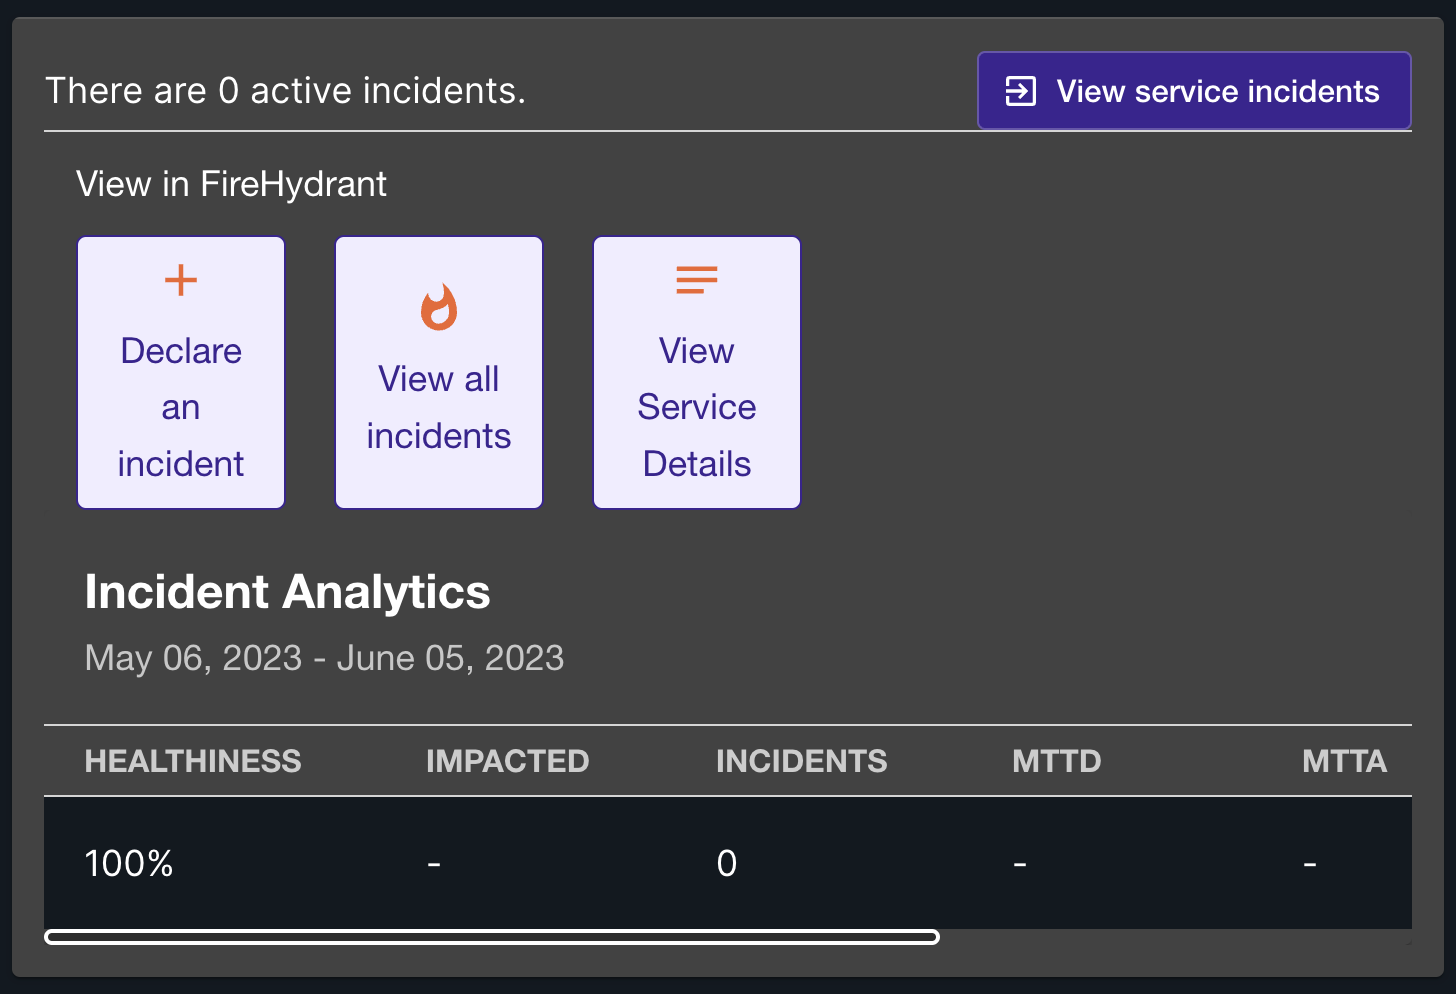 There are 0 active incidents.
View service incidents
View in FireHydrant
Declare
an
incident
View all
incidents
View
Service
Details
Incident Analytics
May 06, 2023 - June 05, 2023
HEALTHINESS IMPACTED INCIDENTS MTTD MTTA
100% - 0 - -